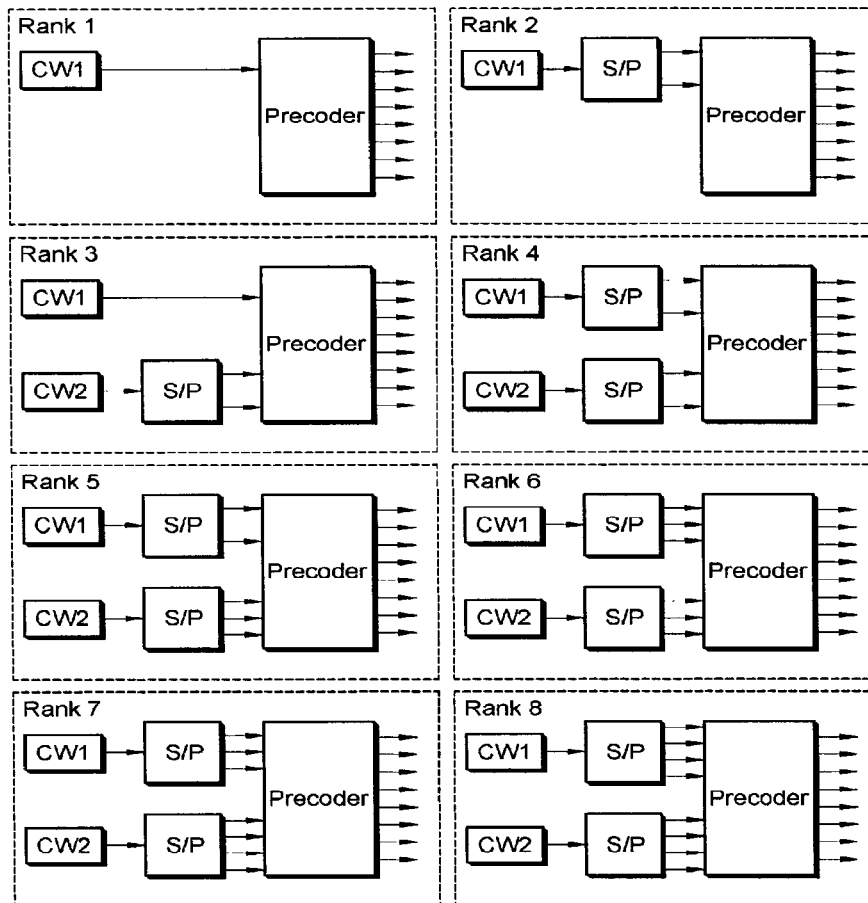 Rank 1
CW1
Precoder
Rank 2
CW1
S/P
Precoder
Rank 3
CW1
CW2
S/P
Precoder
Rank 4
CW1
S/P
CW2
S/P
Precoder
Rank 5
CW1
S/P
CW2
S/P
Precoder
Rank 6
CW1
S/P
CW2
S/P
Precoder
Rank 7
CW1
S/P
CW2
S/P
Precoder
Rank 8
CW1
S/P
CW2
S/P
Precoder